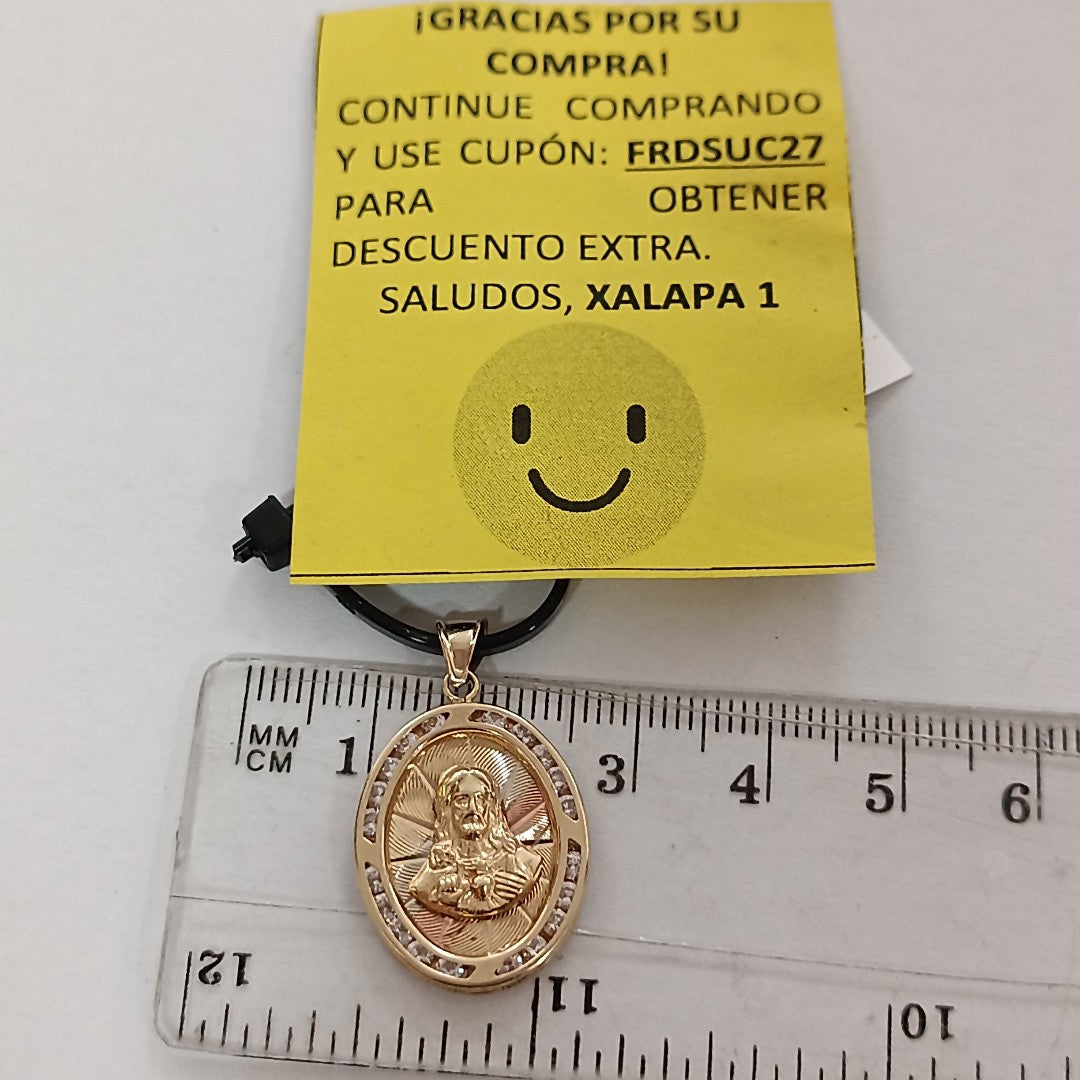 ¡GRACIAS POR SU
COMPRA!
CONTINUE COMPRANDO
Y USE CUPÓN: FRDSUC27
PARA OBTENER
DESCUENTO EXTRA.
SALUDOS, XALAPA 1
MM
CM 1 3 4 5 6
12 11 10